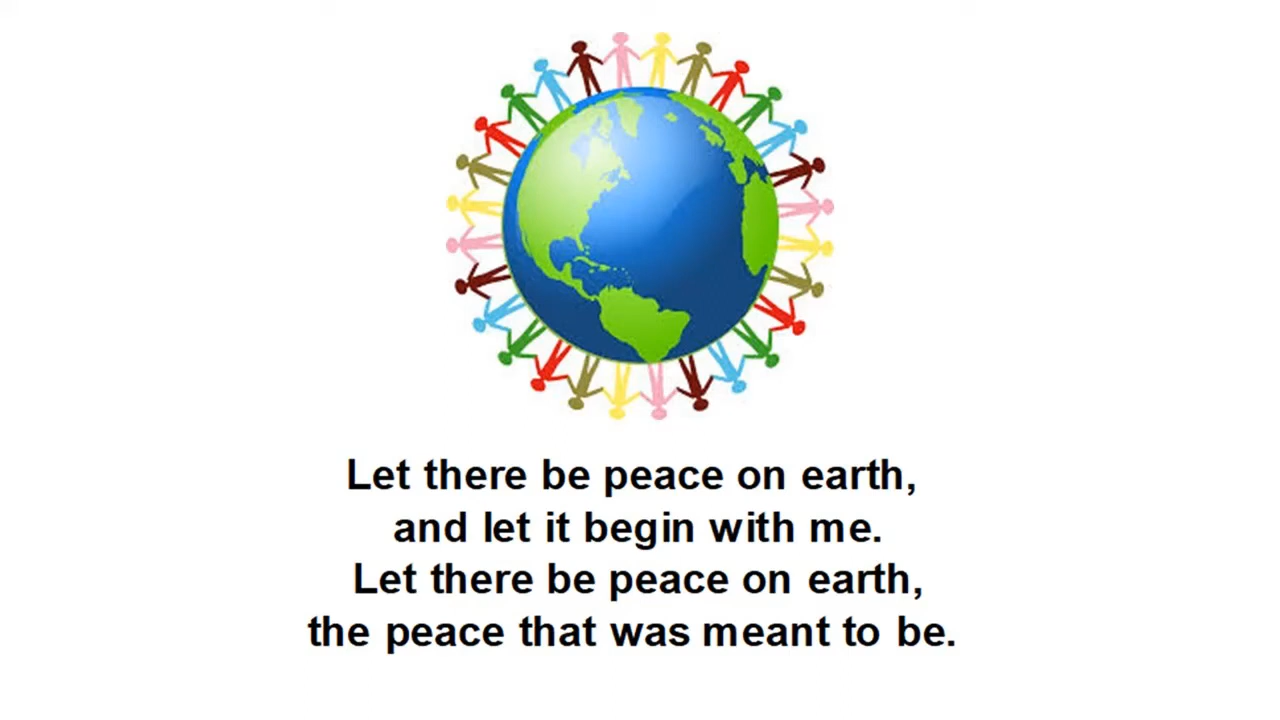 Let there be peace on earth,
and let it begin with me.
Let there be peace on earth,
the peace that was meant to be.